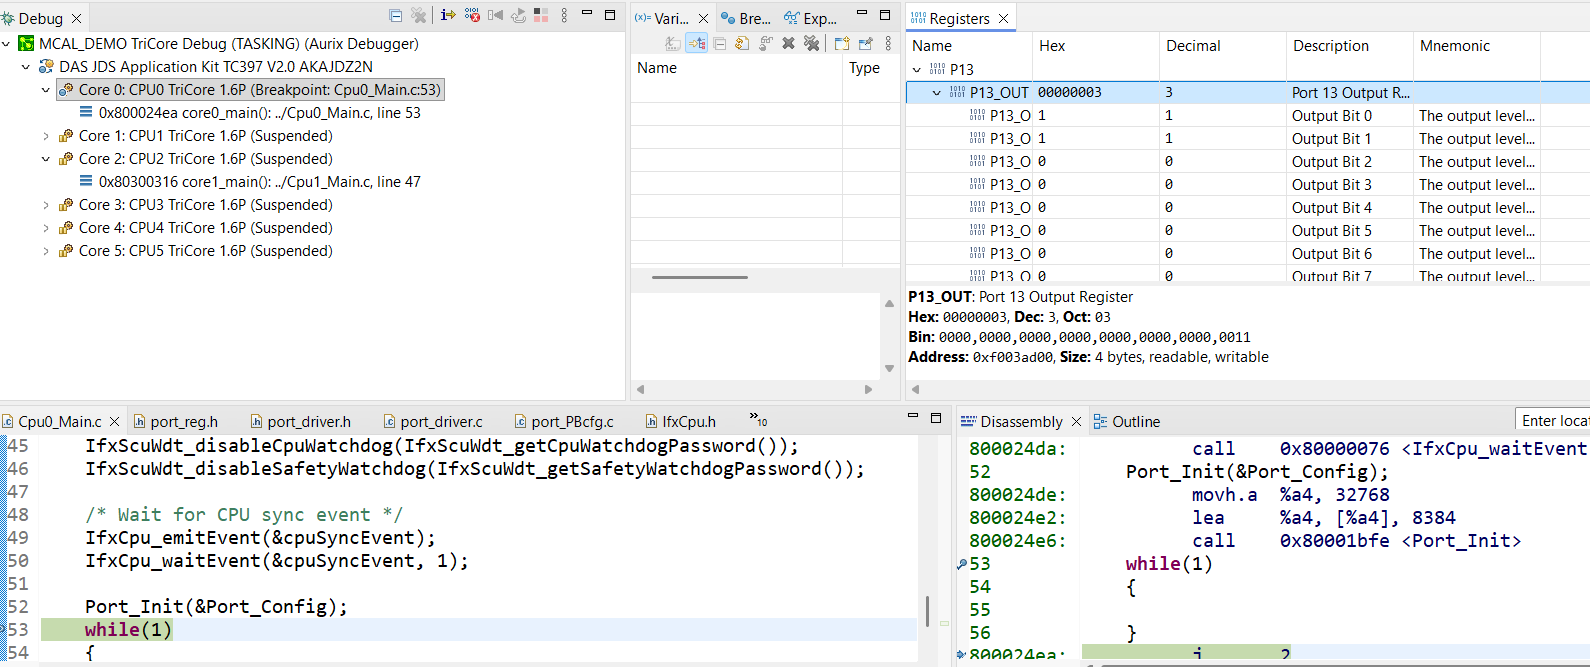 Debug
MCAL_DEMO TriCore Debug (TASKING) (Aurix Debugger)
DAS JDS Application Kit TC397 V2.0 AKAJDZ2N
Core 0: CPU0 TriCore 1.6P (Breakpoint: Cpu0_Main.c:53)
0x800024ea core0_main(): ../Cpu0_Main.c, line 53
Core 1: CPU1 TriCore 1.6P (Suspended)
Core 2: CPU2 TriCore 1.6P (Suspended)
0x80300316 core1_main(): ../Cpu1_Main.c, line 47
Core 3: CPU3 TriCore 1.6P (Suspended)
Core 4: CPU4 TriCore 1.6P (Suspended)
Core 5: CPU5 TriCore 1.6P (Suspended)
(x)= Vari... Bre... Exp...
Name Type
Registers
Name Hex Decimal Description Mnemonic
P13
P13_OUT 00000003 3 Port 13 Output R...
P13_O 1 1 Output Bit 0 The output level...
P13_O 1 1 Output Bit 1 The output level...
P13_O 0 0 Output Bit 2 The output level...
P13_O 0 0 Output Bit 3 The output level...
P13_O 0 0 Output Bit 4 The output level...
P13_O 0 0 Output Bit 5 The output level...
P13_O 0 0 Output Bit 6 The output level...
P13_O 0 0 Output Bit 7 The output level...
P13_OUT: Port 13 Output Register
Hex: 00000003, Dec: 3, Oct: 03
Bin: 0000,0000,0000,0000,0000,0000,0000,0011
Address: 0xf003ad00, Size: 4 bytes, readable, writable
Cpu0_Main.c port_reg.h port_driver.h port_driver.c port_PBcfg.c IfxCpu.h »10
45 IfxScuWdt_disableCpuWatchdog(IfxScuWdt_getCpuWatchdogPassword());
46 IfxScuWdt_disableSafetyWatchdog(IfxScuWdt_getSafetyWatchdogPassword());
47
48 /* Wait for CPU sync event */
49 IfxCpu_emitEvent(&cpuSyncEvent);
50 IfxCpu_waitEvent(&cpuSyncEvent, 1);
51
52 Port_Init(&Port_Config);
53 while(1)
54 {
Disassembly Outline Enter locat
800024da: call 0x80000076 <IfxCpu_waitEvent
52 Port_Init(&Port_Config);
800024de: movh.a %a4, 32768
800024e2: lea %a4, [%a4], 8384
800024e6: call 0x80001bfe <Port_Init>
53 while(1)
54 {
55
56 }
800024ea: j 2